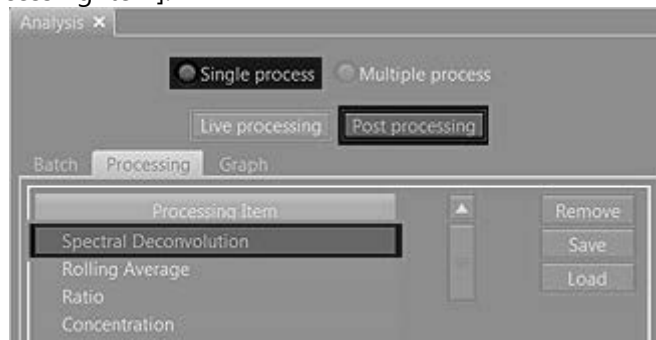 Analysis ×
Single process Multiple process
Live processing Post processing
Batch Processing Graph
Processing Item
Remove
Spectral Deconvolution
Save
Rolling Average
Load
Ratio
Concentration